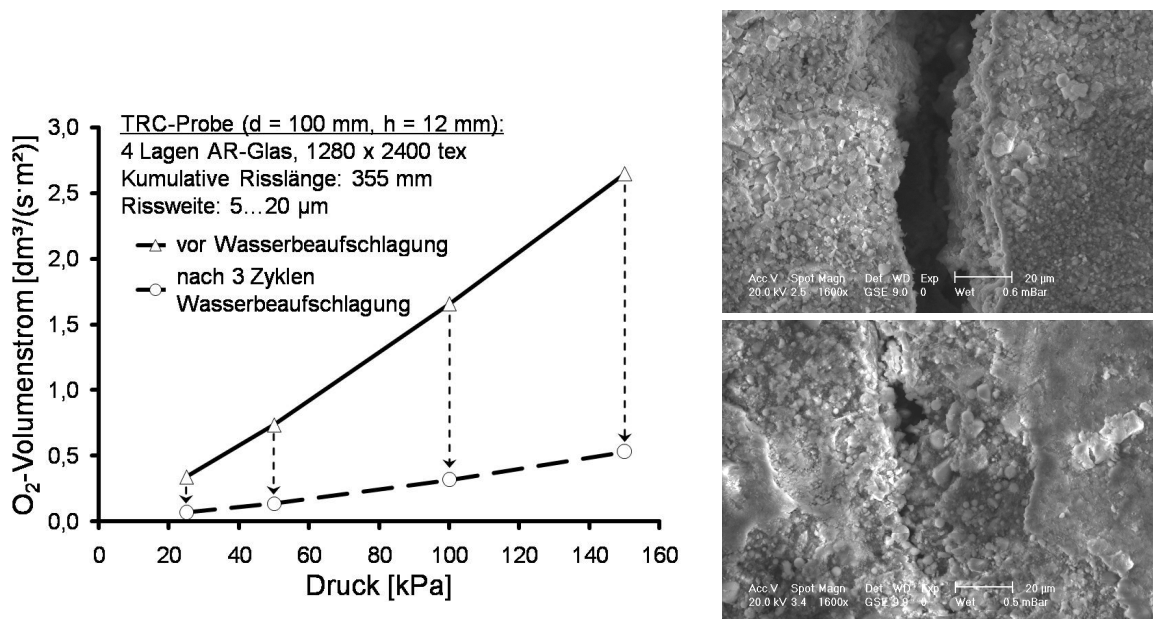 TRC-Probe (d = 100 mm, h = 12 mm):
4 Lagen AR-Glas, 1280 x 2400 tex
Kumulative Risslänge: 355 mm
Rissweite: 5...20 µm
vor Wasserbeaufschlagung
nach 3 Zyklen
Wasserbeaufschlagung
O₂-Volumenstrom [dm³/(s·m²)]
3,0
2,5
2,0
1,5
1,0
0,5
0,0
0 20 40 60 80 100 120 140 160
Druck [kPa]
Acc V Spot Magn Det WD Exp 20 µm
20.0 kV 2.5 1600x GSE 9.0 0 Wet 0.6 mBar
Acc V Spot Magn Det WD Exp 20 µm
20.0 kV 3.4 1600x GSE 9.9 0 Wet 0.5 mBar